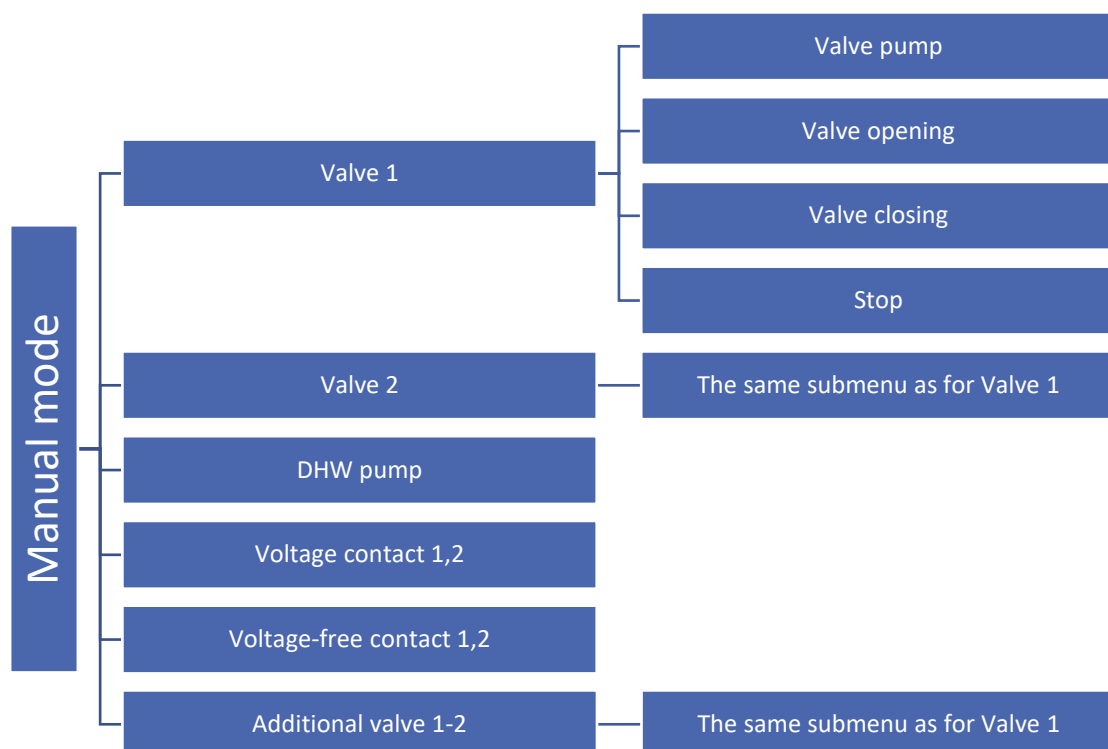 Manual mode
Valve 1
Valve pump
Valve opening
Valve closing
Stop
Valve 2
The same submenu as for Valve 1
DHW pump
Voltage contact 1,2
Voltage-free contact 1,2
Additional valve 1-2
The same submenu as for Valve 1